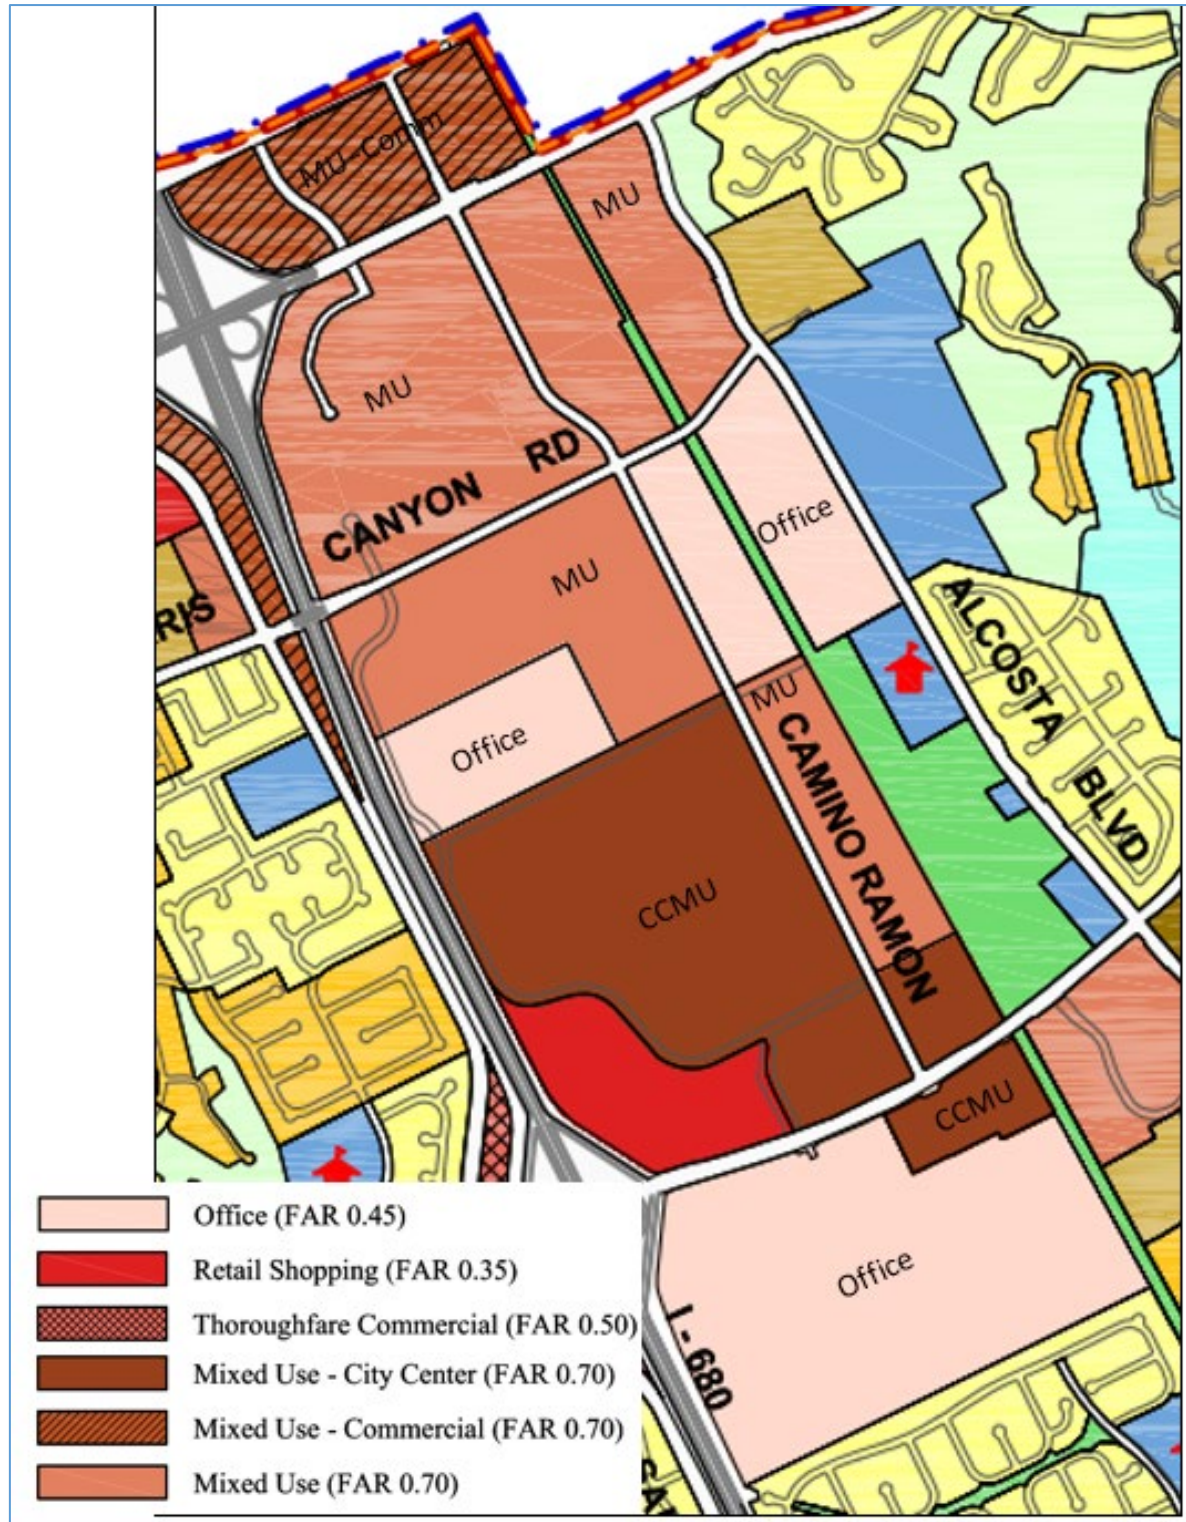 MU-Comm
MU
MU
CANYON RD
Office
MU
RIS
ALCOSTA BLVD
MU
Office
CAMINO RAMON
CCMU
CCMU
Office
I-680
SAN
Office (FAR 0.45)
Retail Shopping (FAR 0.35)
Thoroughfare Commercial (FAR 0.50)
Mixed Use - City Center (FAR 0.70)
Mixed Use - Commercial (FAR 0.70)
Mixed Use (FAR 0.70)